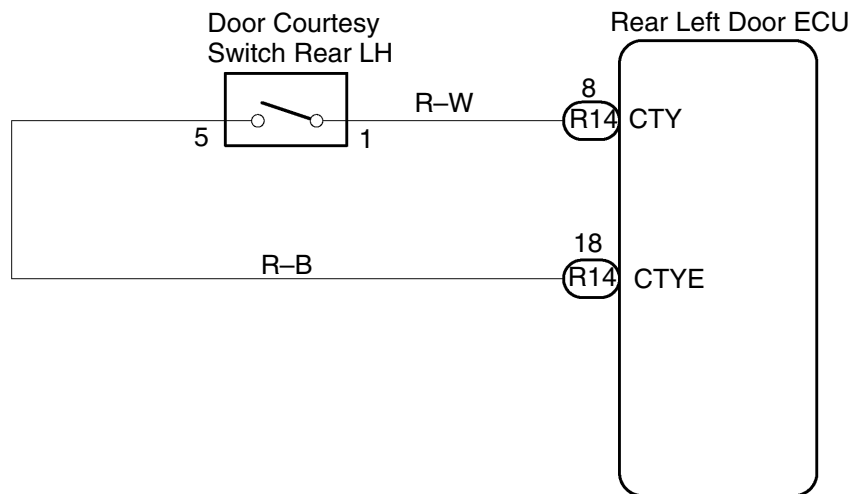 Door Courtesy
Switch Rear LH
Rear Left Door ECU
5
1
R–W
8
R14
CTY
R–B
18
R14
CTYE